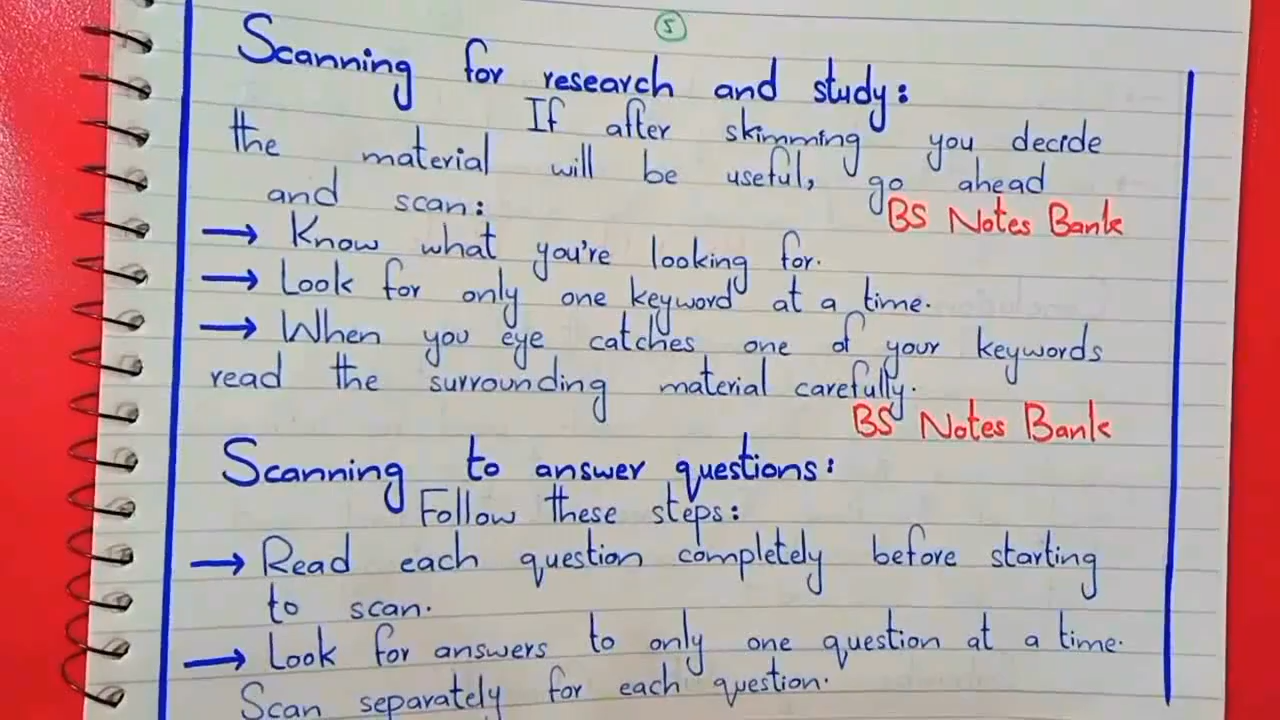 5
Scanning for research and study:
If after skimming you decide
the material will be useful, go ahead
and scan:
BS Notes Bank
→ Know what you're looking for.
→ Look for only one keyword at a time.
→ When you eye catches one of your keywords
read the surrounding material carefully.
BS Notes Bank
Scanning to answer questions:
Follow these steps:
→ Read each question completely before starting
to scan.
→ Look for answers to only one question at a time.
Scan separately for each question.